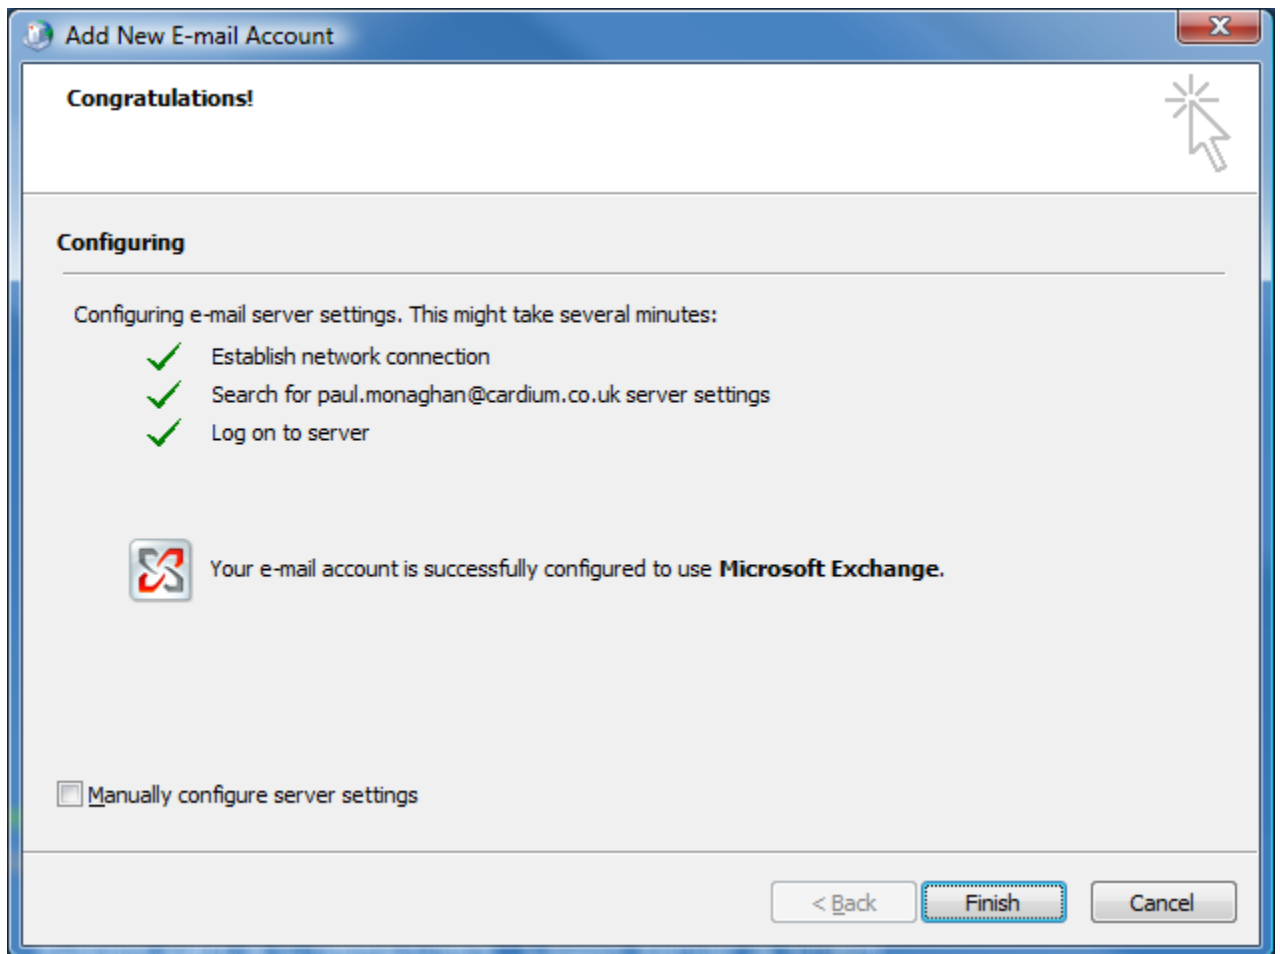 Add New E-mail Account
Congratulations!
Configuring
Configuring e-mail server settings. This might take several minutes:
Establish network connection
Search for paul.monaghan@cardium.co.uk server settings
Log on to server
Your e-mail account is successfully configured to use Microsoft Exchange.
Manually configure server settings
< Back Finish Cancel